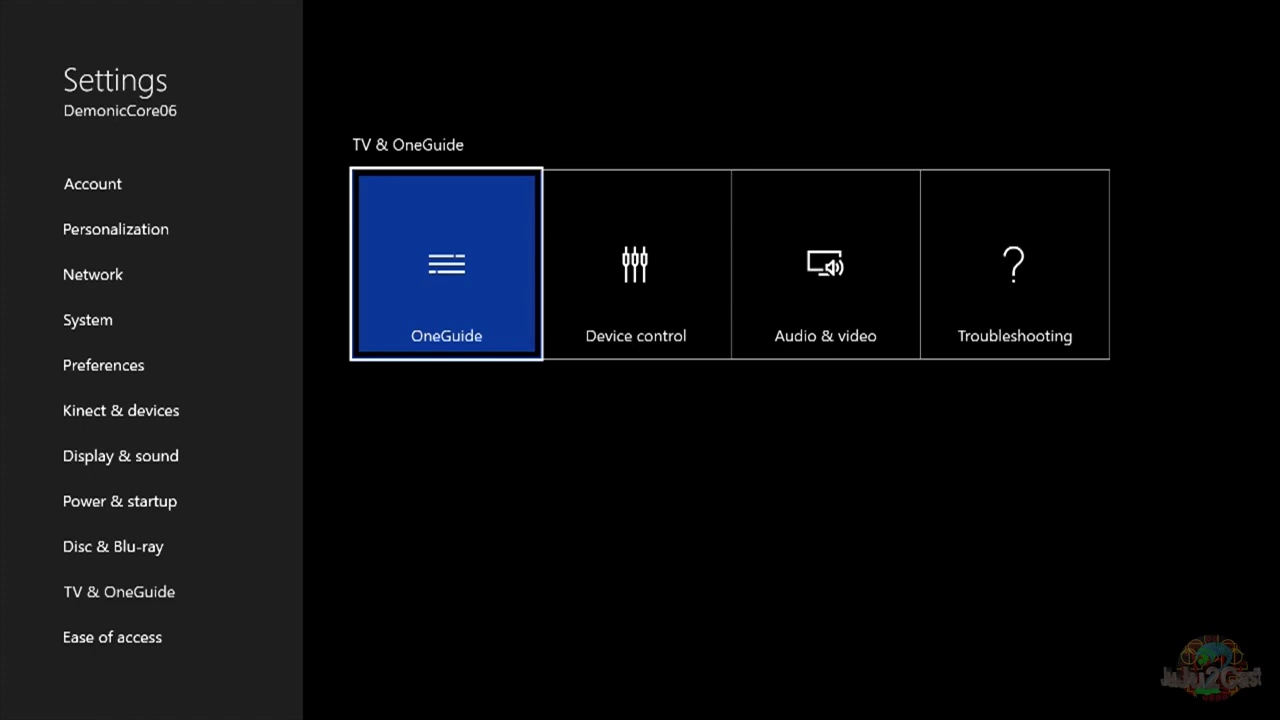 Settings
DemonicCore06
Account
Personalization
Network
System
Preferences
Kinect & devices
Display & sound
Power & startup
Disc & Blu-ray
TV & OneGuide
Ease of access
TV & OneGuide
OneGuide
Device control
Audio & video
Troubleshooting
JuJu2Cast